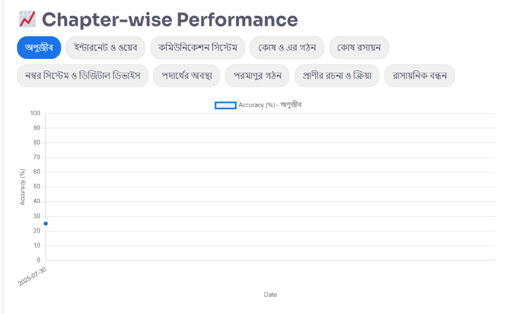 📈 Chapter-wise Performance
অণুজীব ইন্টারনেট ও ওয়েব কমিউনিকেশন সিস্টেম কোষ ও এর গঠন কোষ রসায়ন
নম্বর সিস্টেম ও ডিজিটাল ডিভাইস পদার্থের অবস্থা পরমাণুর গঠন প্রাণীর রচনা ও ক্রিয়া রাসায়নিক বন্ধন
Accuracy (%) - অণুজীব
100
90
80
70
60
50
40
30
20
10
0
Accuracy (%)
2025-07-30
Date